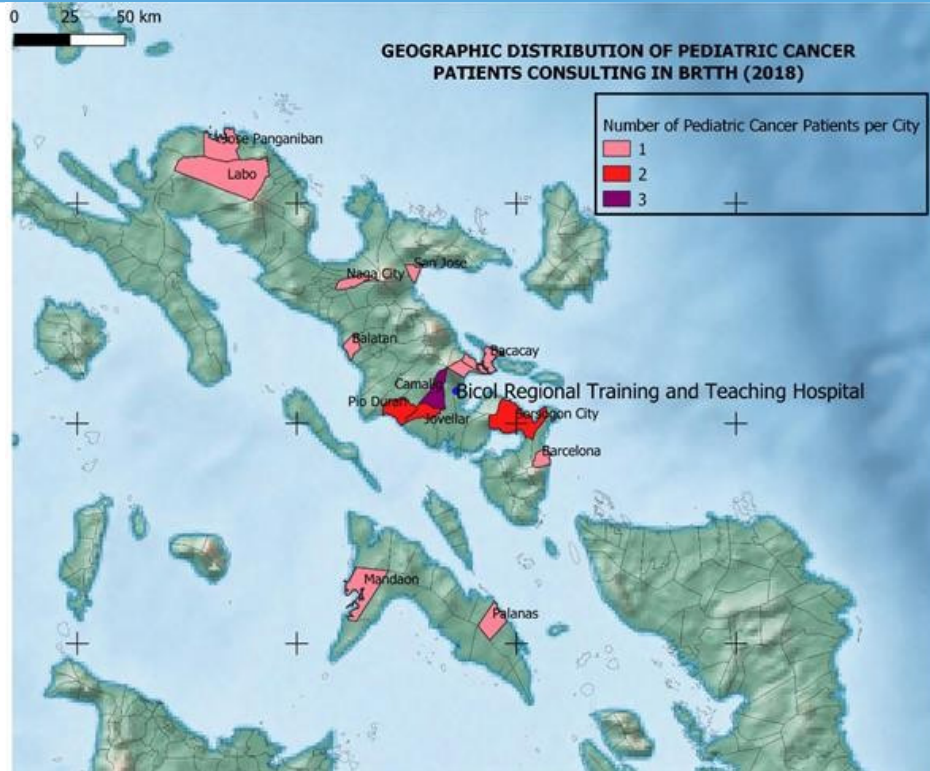 0 25 50 km
GEOGRAPHIC DISTRIBUTION OF PEDIATRIC CANCER
PATIENTS CONSULTING IN BRTTH (2018)
Number of Pediatric Cancer Patients per City
1
2
3
Jose Panganiban
Labo
San Jose
Naga City
Balatan
Bacacay
Camalig
Bicol Regional Training and Teaching Hospital
Pio Duran
Jovellar
Sorsogon City
Barcelona
Mandaon
Palanas